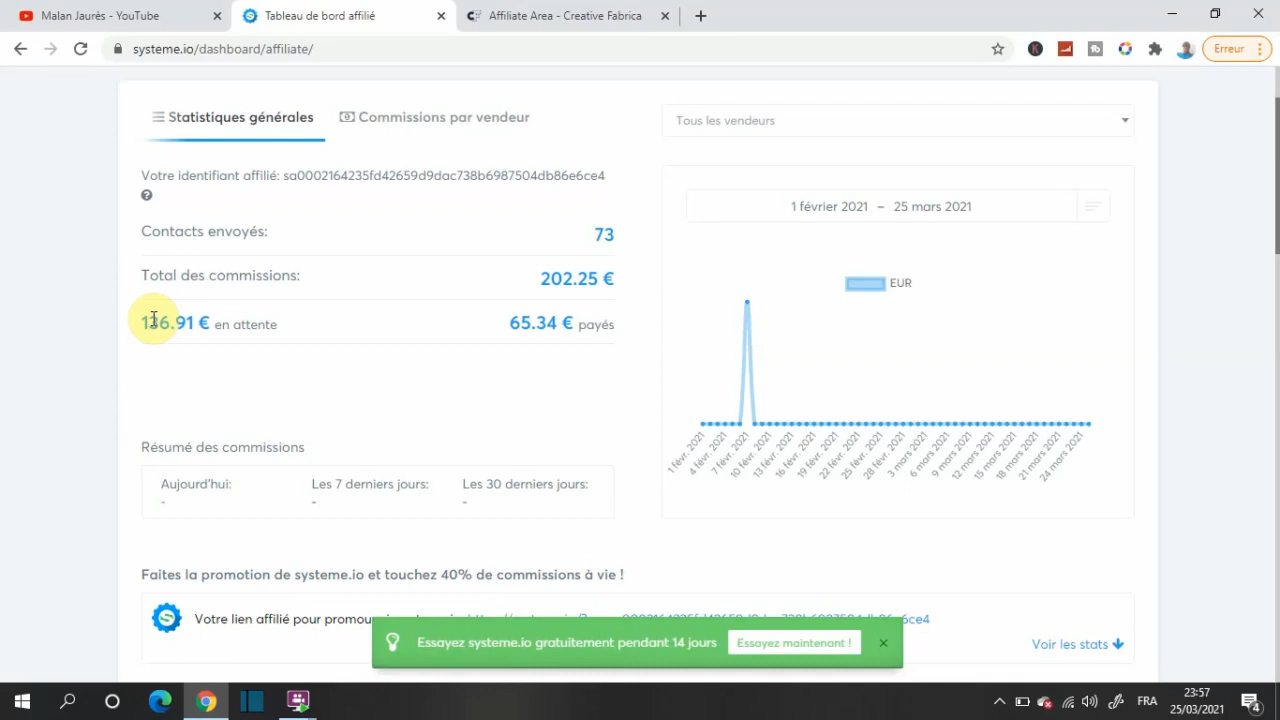 Malan Jaurès - YouTube
Tableau de bord affilié
Affiliate Area - Creative Fabrica
systeme.io/dashboard/affiliate/
Erreur
Statistiques générales
Commissions par vendeur
Tous les vendeurs
Votre identifiant affilié: sa0002164235fd42659d9dac738b6987504db86e6ce4
1 février 2021 – 25 mars 2021
Contacts envoyés:
73
Total des commissions:
202.25 €
EUR
136.91 € en attente
65.34 € payés
1 févr. 2021
4 févr. 2021
7 févr. 2021
10 févr. 2021
13 févr. 2021
16 févr. 2021
19 févr. 2021
22 févr. 2021
25 févr. 2021
28 févr. 2021
3 mars 2021
6 mars 2021
9 mars 2021
12 mars 2021
15 mars 2021
18 mars 2021
21 mars 2021
24 mars 2021
Résumé des commissions
Aujourd'hui:
-
Les 7 derniers jours:
-
Les 30 derniers jours:
-
Faites la promotion de systeme.io et touchez 40% de commissions à vie !
Votre lien affilié pour
Essayez systeme.io gratuitement pendant 14 jours
Essayez maintenant !
Voir les stats
FRA
23:57
25/03/2021
4